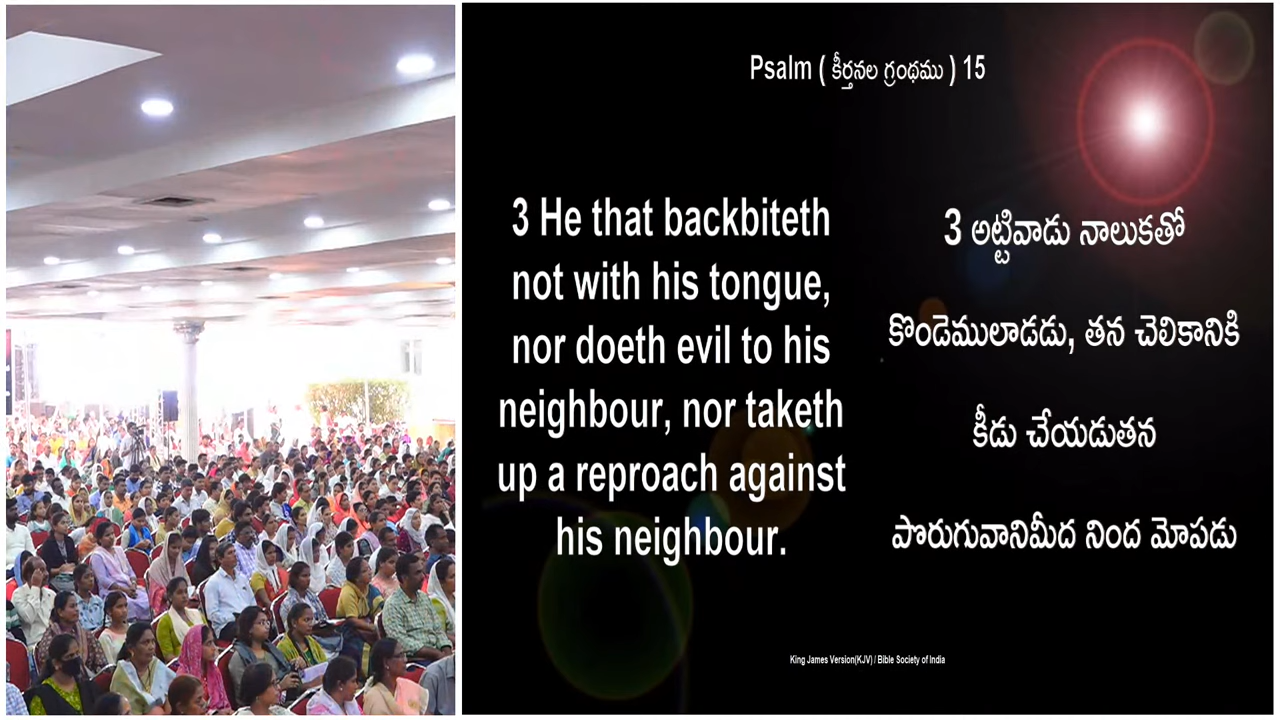 Psalm ( కీర్తనల గ్రంథము ) 15
3 He that backbiteth
not with his tongue,
nor doeth evil to his
neighbour, nor taketh
up a reproach against
his neighbour.
3 అట్టివాడు నాలుకతో
కొండెములాడడు, తన చెలికానికి
కీడు చేయడుతన
పొరుగువానిమీద నింద మోపడు
King James Version(KJV) / Bible Society of India